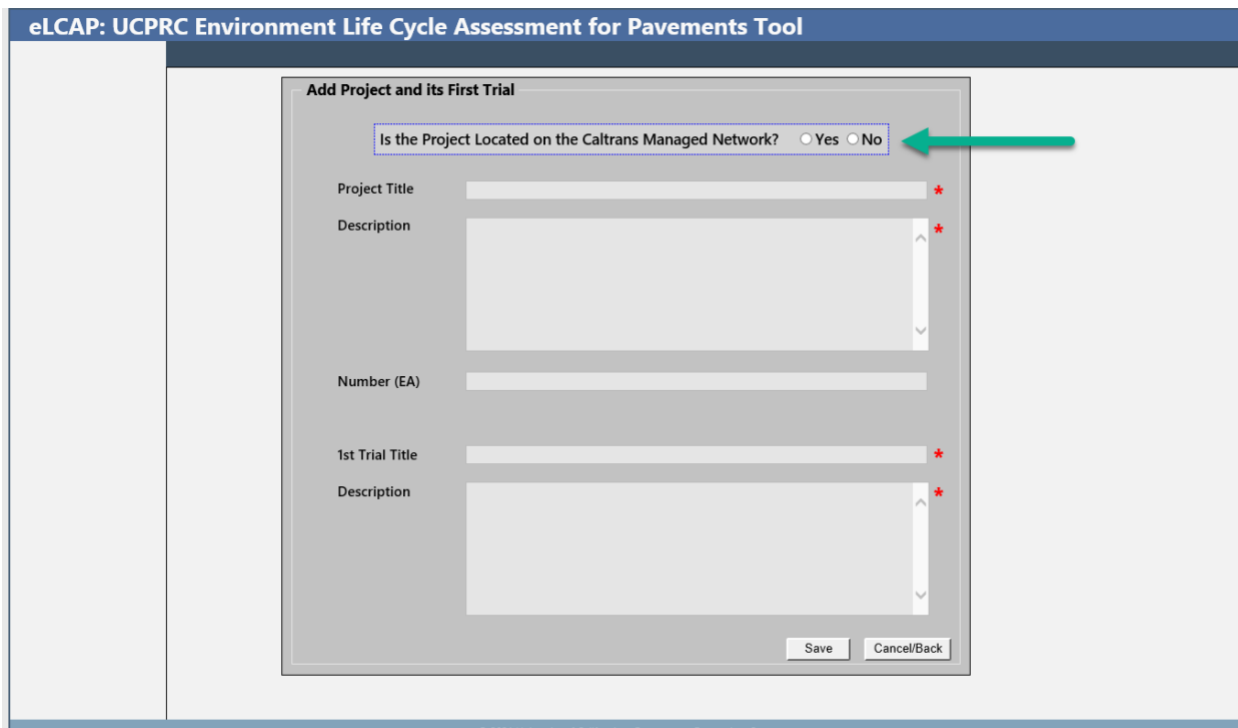 eLCAP: UCPRC Environment Life Cycle Assessment for Pavements Tool
Add Project and its First Trial
Is the Project Located on the Caltrans Managed Network? Yes No
Project Title *
Description *
Number (EA)
1st Trial Title *
Description *
Save Cancel/Back